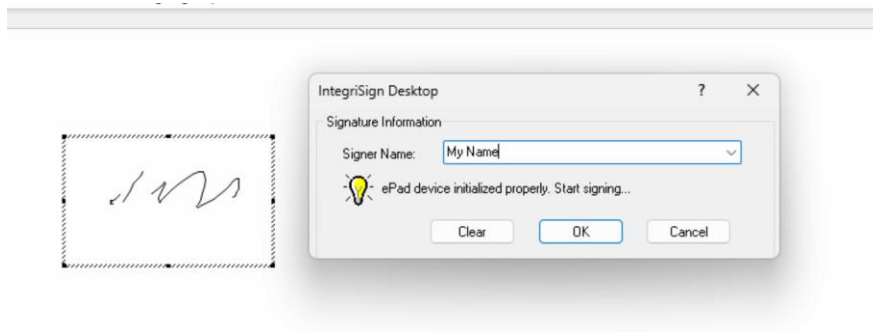 IntegriSign Desktop
Signature Information
Signer Name: My Name
ePad device initialized properly. Start signing...
Clear OK Cancel